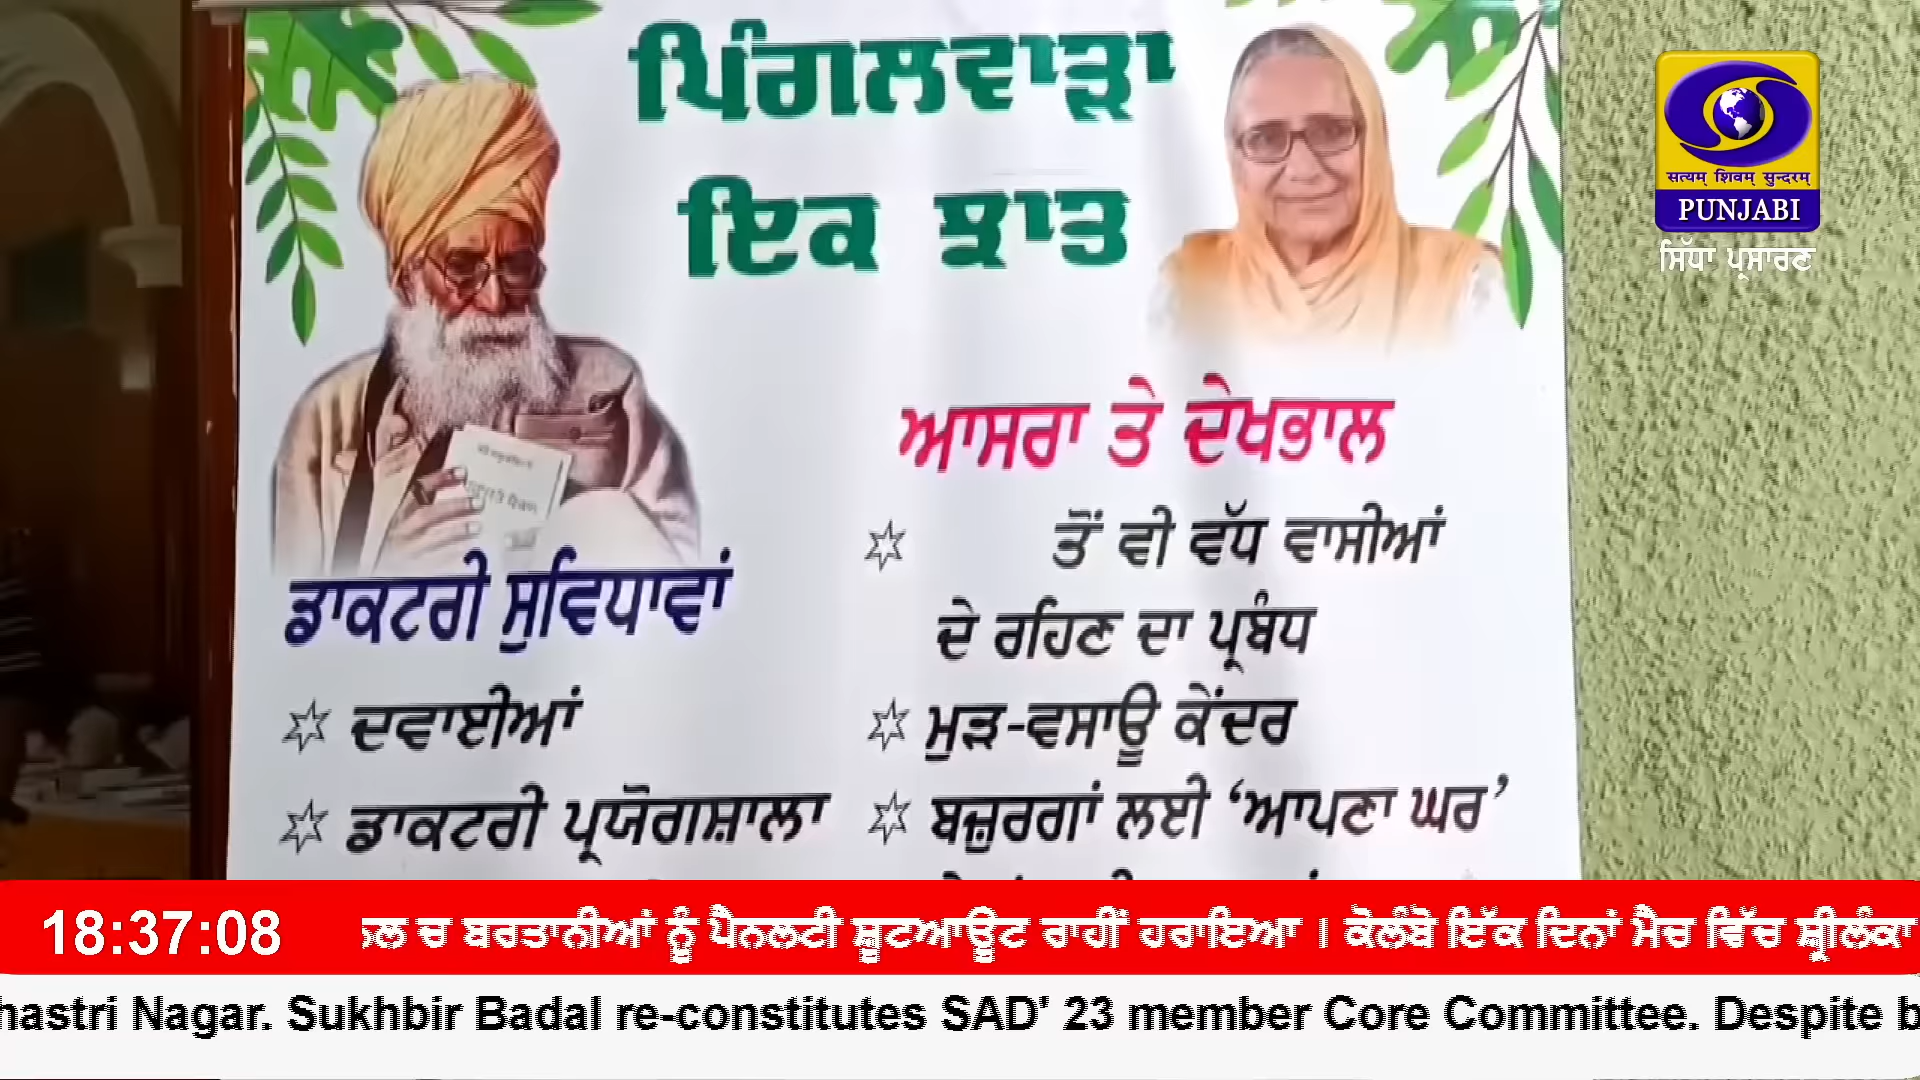 ਪਿੰਗਲਵਾੜਾ
ਇਕ ਝਾਤ
सत्यम् शिवम् सुन्दरम्
PUNJABI
ਸਿੱਧਾ ਪ੍ਰਸਾਰਣ
ਡਾਕਟਰੀ ਸੁਵਿਧਾਵਾਂ
☆ ਦਵਾਈਆਂ
☆ ਡਾਕਟਰੀ ਪ੍ਰਯੋਗਸ਼ਾਲਾ
ਆਸਰਾ ਤੇ ਦੇਖਭਾਲ
☆ ਤੋਂ ਵੀ ਵੱਧ ਵਾਸੀਆਂ
ਦੇ ਰਹਿਣ ਦਾ ਪ੍ਰਬੰਧ
☆ ਮੁੜ-ਵਸਾਊ ਕੇਂਦਰ
☆ ਬਜ਼ੁਰਗਾਂ ਲਈ ‘ਆਪਣਾ ਘਰ’
18:37:08 ਚ ਬਰਤਾਨੀਆਂ ਨੂੰ ਪੈਨਲਟੀ ਸ਼ੂਟਆਊਟ ਰਾਹੀਂ ਹਰਾਇਆ । ਕੋਲੰਬੋ ਇੱਕ ਦਿਨਾਂ ਮੈਚ ਵਿੱਚ ਸ਼੍ਰੀਲੰਕਾ
hastri Nagar. Sukhbir Badal re-constitutes SAD' 23 member Core Committee. Despite b